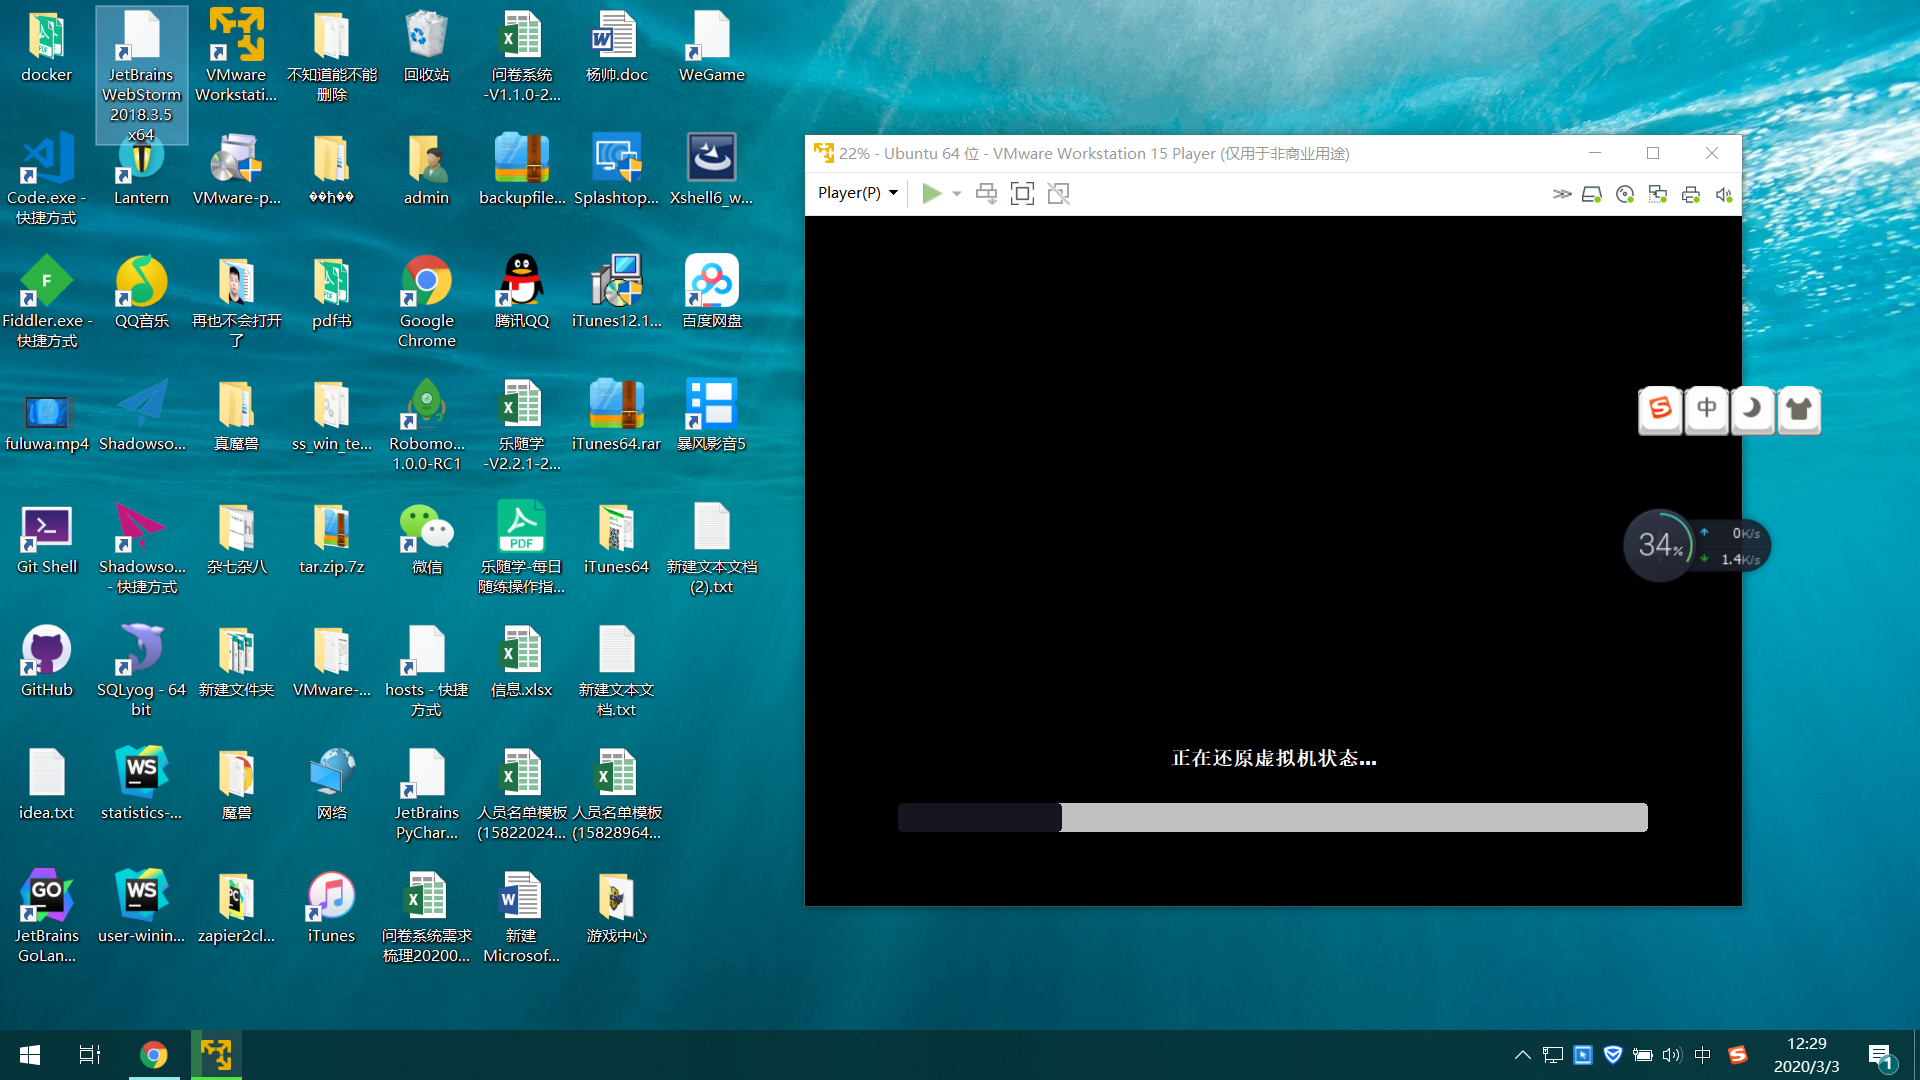 docker
JetBrains
WebStorm
2018.3.5
x64
VMware
Workstati...
不知道能不能
删除
回收站
问卷系统
-V1.1.0-2...
杨帅.doc
WeGame
Code.exe -
快捷方式
Lantern
VMware-p...
��ħ��
admin
backupfile...
Splashtop...
Xshell6_w...
Fiddler.exe -
快捷方式
QQ音乐
再也不会打开
了
pdf书
Google
Chrome
腾讯QQ
iTunes12.1...
百度网盘
fuluwa.mp4
Shadowso...
真魔兽
ss_win_te...
Robomo...
1.0.0-RC1
乐随学
-V2.2.1-2...
iTunes64.rar
暴风影音5
Git Shell
Shadowso...
- 快捷方式
杂七杂八
tar.zip.7z
微信
乐随学-每日
随练操作指...
iTunes64
新建文本文档
(2).txt
GitHub
SQLyog - 64
bit
新建文件夹
VMware-...
hosts - 快捷
方式
信息.xlsx
新建文本文
档.txt
idea.txt
statistics-...
魔兽
网络
JetBrains
PyChar...
人员名单模板
(15822024...
人员名单模板
(15828964...
JetBrains
GoLan...
user-winin...
zapier2cl...
iTunes
问卷系统需求
梳理20200...
新建
Microsof...
游戏中心
22% - Ubuntu 64 位 - VMware Workstation 15 Player (仅用于非商业用途)
Player(P)
正在还原虚拟机状态...
中
34%
0K/s
1.4K/s
中
12:29
2020/3/3
1